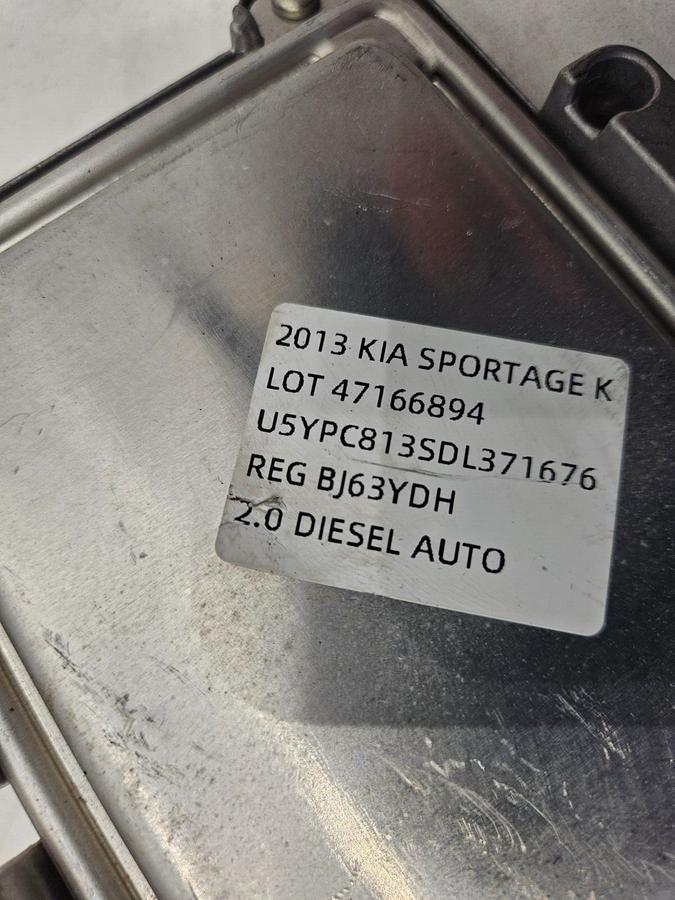 2013 KIA SPORTAGE K
LOT 47166894
U5YPC813SDL371676
REG BJ63YDH
2.0 DIESEL AUTO